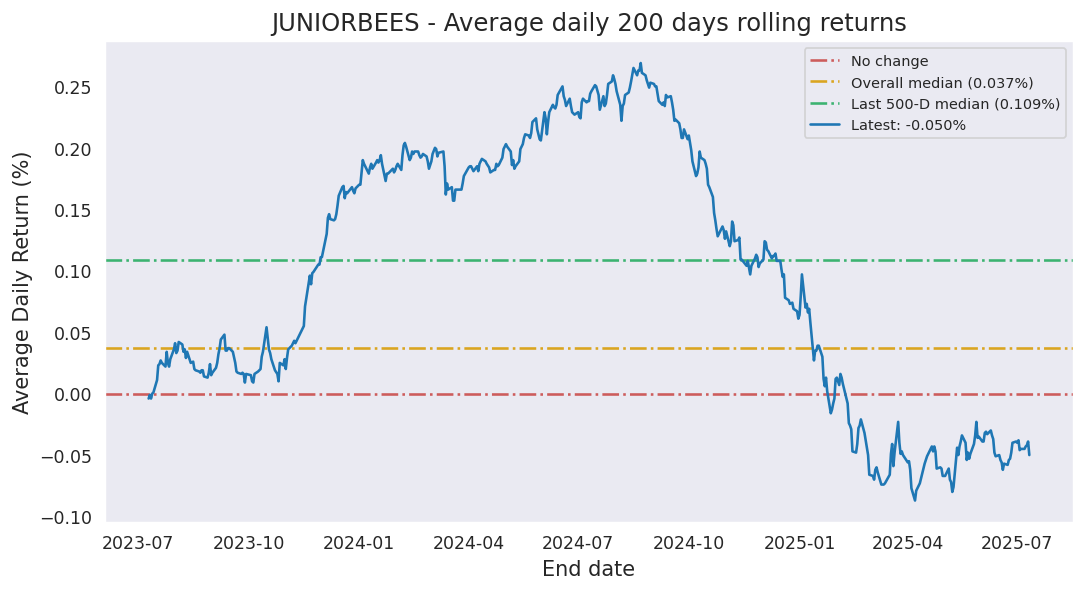 JUNIORBEES - Average daily 200 days rolling returns
No change
Overall median (0.037%)
Last 500-D median (0.109%)
Latest: -0.050%
Average Daily Return (%)
0.25
0.20
0.15
0.10
0.05
0.00
−0.05
−0.10
2023-07 2023-10 2024-01 2024-04 2024-07 2024-10 2025-01 2025-04 2025-07
End date